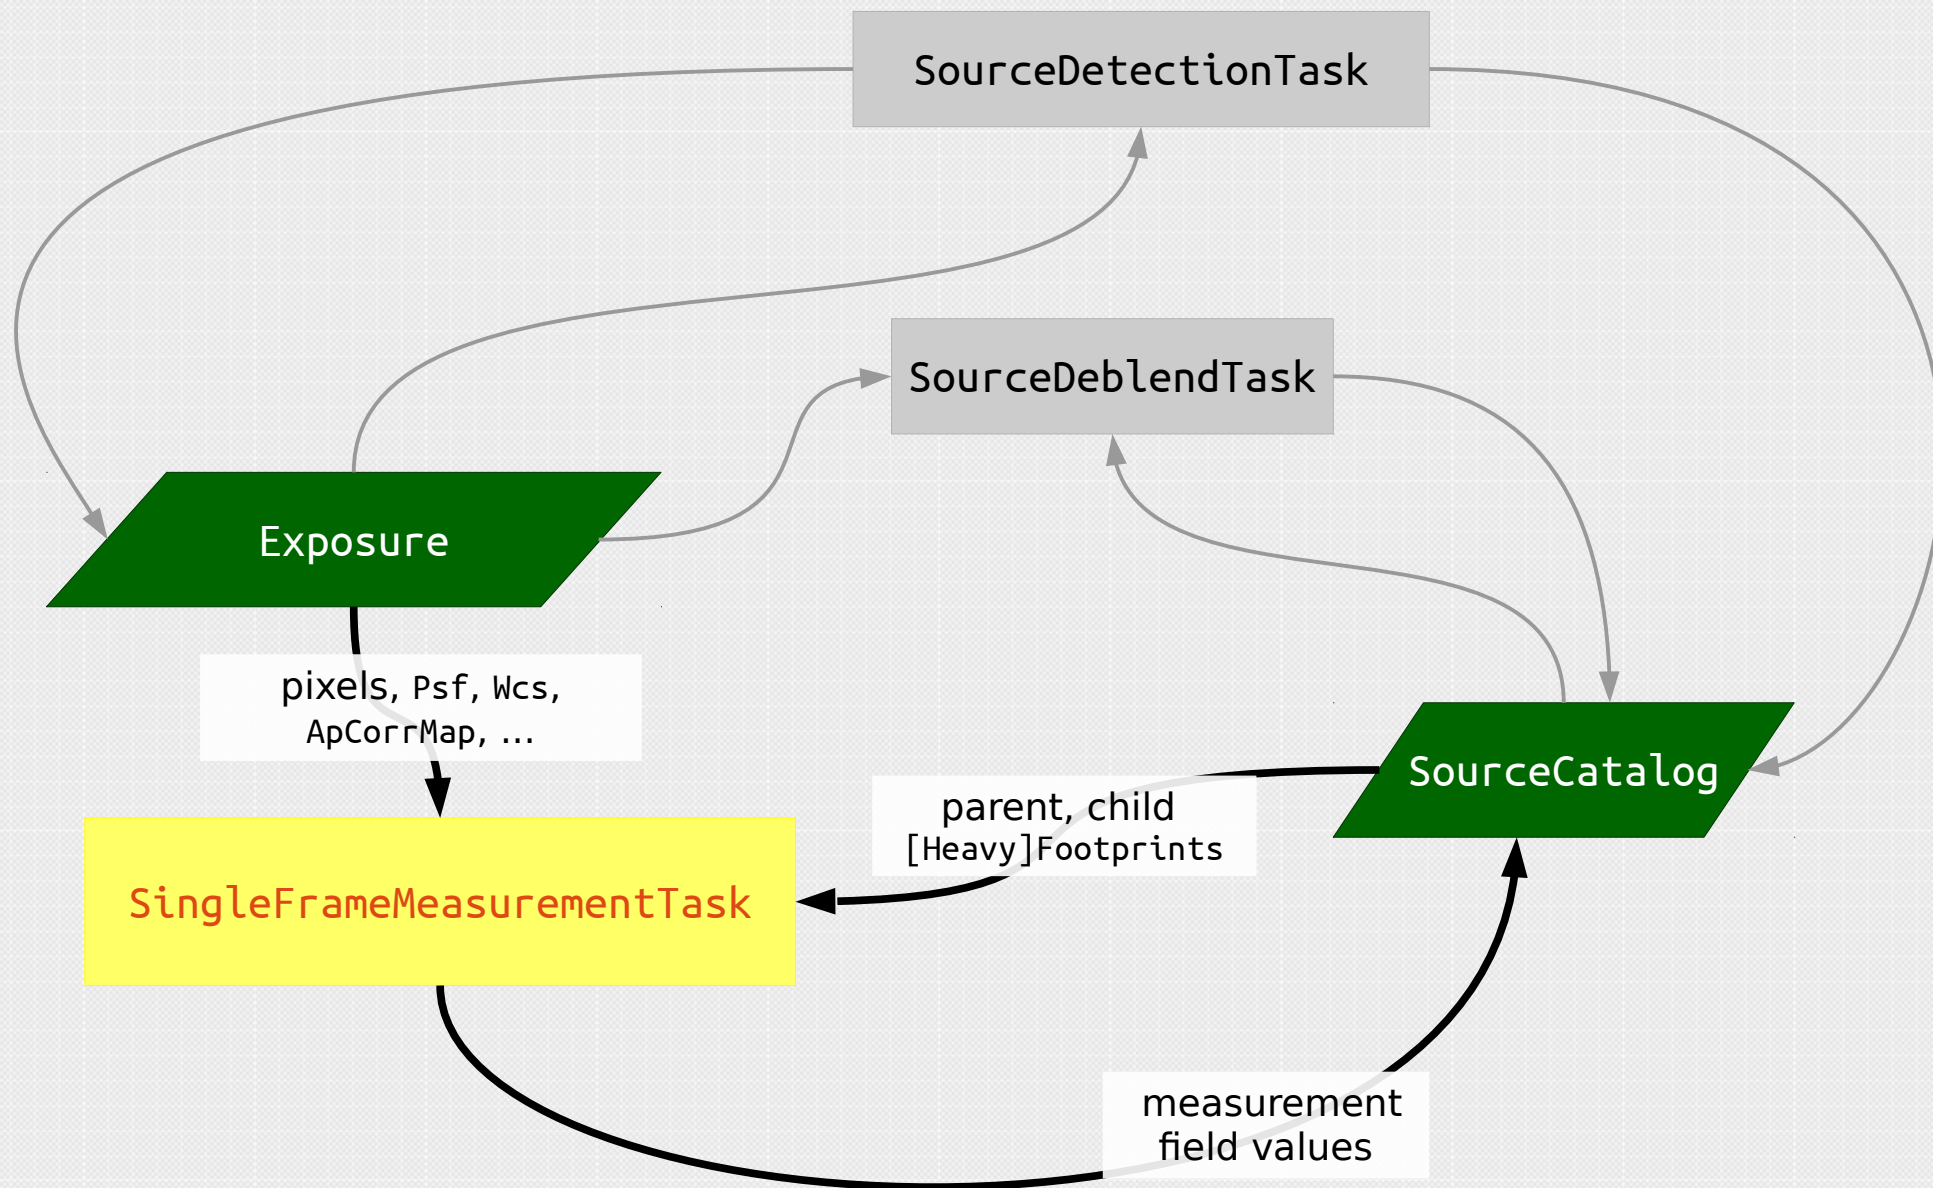 SourceDetectionTask
SourceDeblendTask
Exposure
pixels, Psf, Wcs,
ApCorrMap, ...
SourceCatalog
parent, child
[Heavy]Footprints
SingleFrameMeasurementTask
measurement
field values